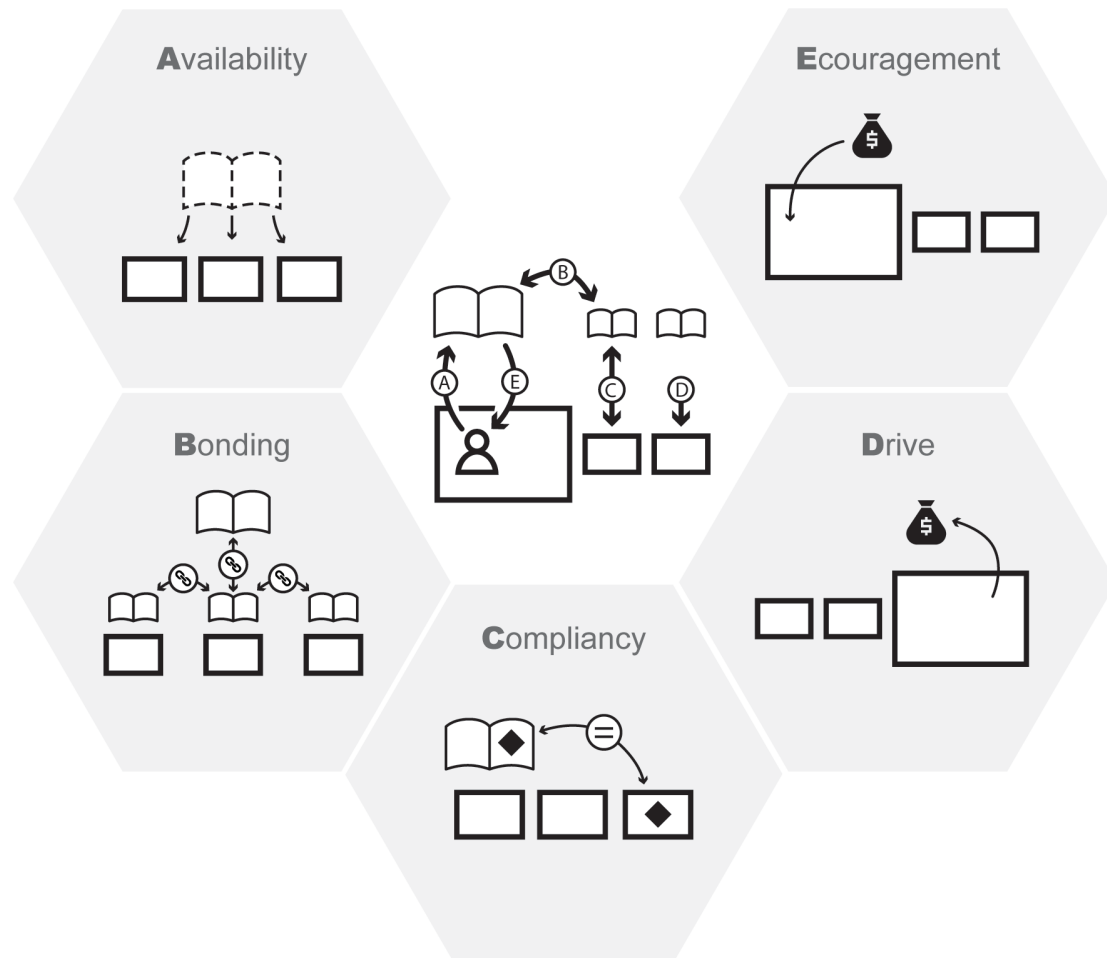 Availability
Ecouragement
$
B
A
E
C
D
Bonding
Drive
$
Compliancy
=